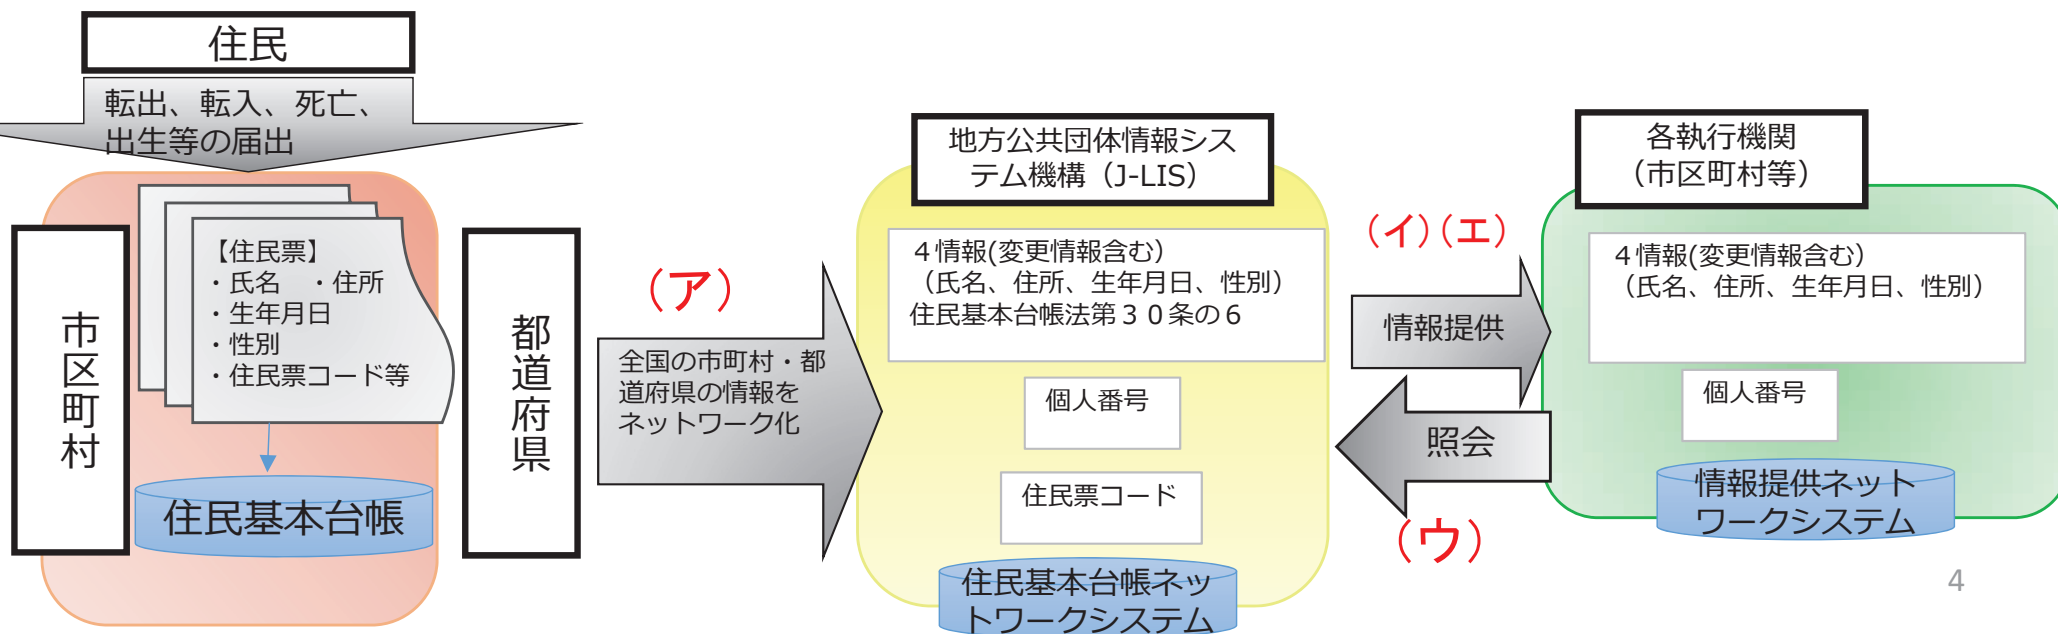 住民
転出、転入、死亡、
出生等の届出
市区町村
【住民票】
・氏名　・住所
・生年月日
・性別
・住民票コード等
住民基本台帳
都道府県
（ア）
全国の市町村・都
道府県の情報を
ネットワーク化
地方公共団体情報シス
テム機構（J-LIS）
４情報(変更情報含む）
（氏名、住所、生年月日、性別）
住民基本台帳法第３０条の６
個人番号
住民票コード
住民基本台帳ネッ
トワークシステム
（イ）（エ）
情報提供
照会
（ウ）
各執行機関
（市区町村等）
４情報(変更情報含む）
（氏名、住所、生年月日、性別）
個人番号
情報提供ネット
ワークシステム
4